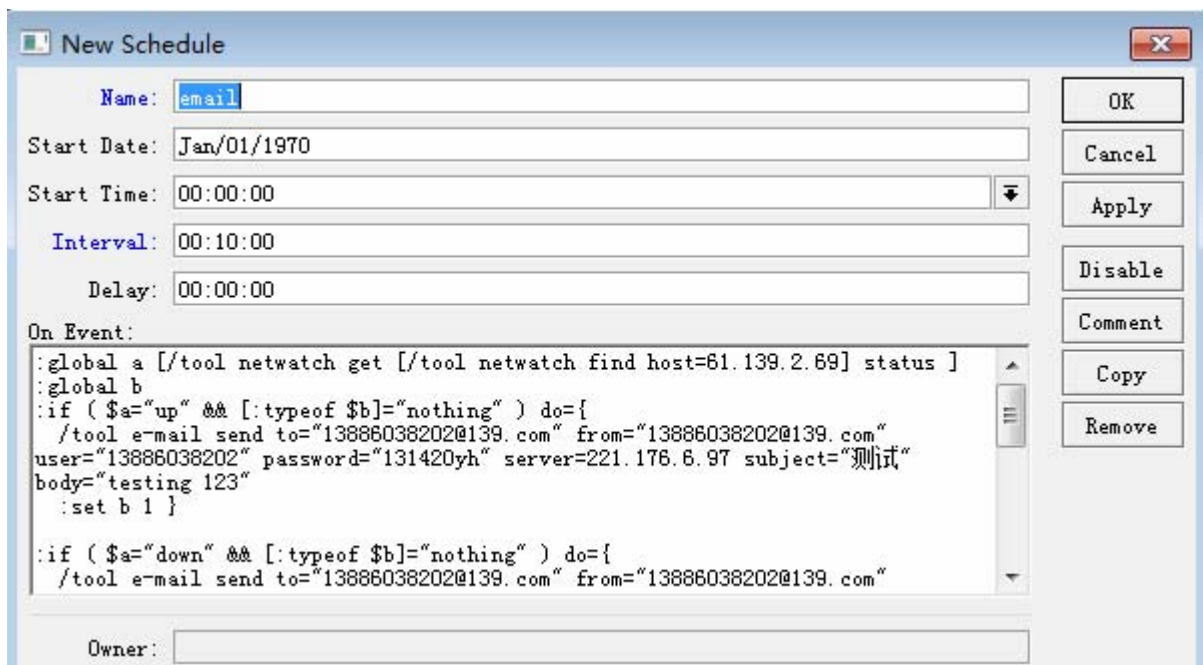 New Schedule
Name: email
OK
Start Date: Jan/01/1970
Cancel
Start Time: 00:00:00
Apply
Interval: 00:10:00
Disable
Delay: 00:00:00
Comment
On Event:
Copy
Remove
:global a [/tool netwatch get [/tool netwatch find host=61.139.2.69] status ]
:global b
:if ( $a="up" && [:typeof $b]="nothing" ) do={
/tool e-mail send to="13886038202@139.com" from="13886038202@139.com"
user="13886038202" password="131420yh" server=221.176.6.97 subject="测试"
body="testing 123"
:set b 1 }
:if ( $a="down" && [:typeof $b]="nothing" ) do={
/tool e-mail send to="13886038202@139.com" from="13886038202@139.com"
Owner: